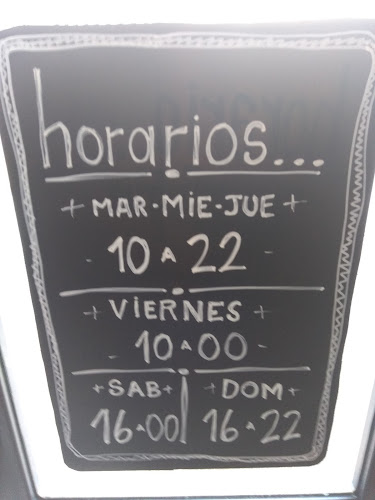 horarios...
+ MAR·MIE·JUE +
- 10 A 22 -
+ VIERNES +
- 10 A 00 -
+ SAB + + DOM +
16 A 00 16 A 22